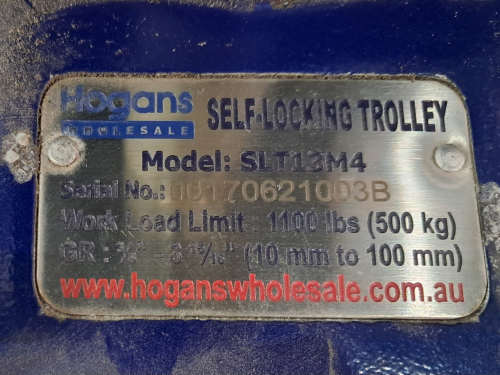 Hogans
WHOLESALE
SELF-LOCKING TROLLEY
Model: SLT13M4
Serial No.:
Work Load Limit : 1100 lbs (500 kg)
GR : (10 mm to 100 mm)
www.hoganswholesale.com.au